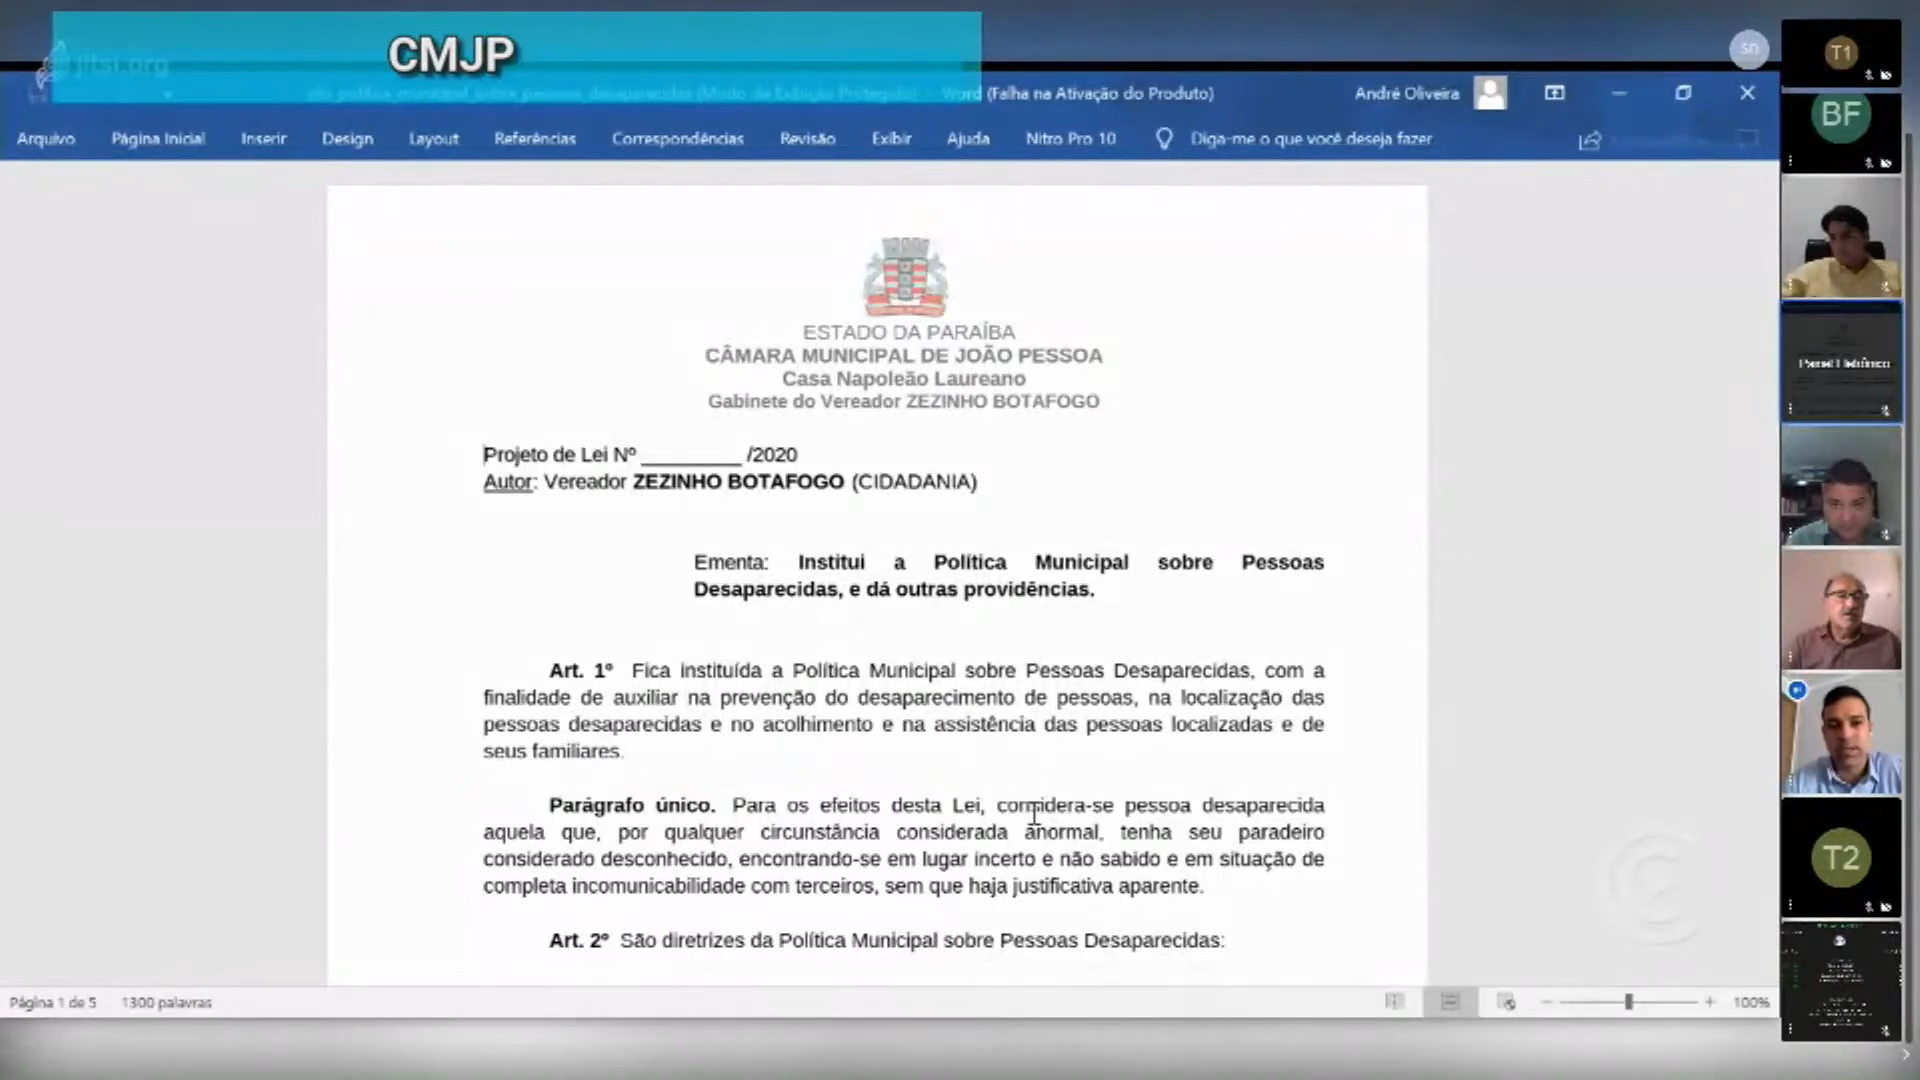 CMJP
jitsi.org
Word (Falha na Ativação do Produto)
André Oliveira
SD
Arquivo Página Inicial Inserir Design Layout Referências Correspondências Revisão Exibir Ajuda Nitro Pro 10 Diga-me o que você deseja fazer
ESTADO DA PARAÍBA
CÂMARA MUNICIPAL DE JOÃO PESSOA
Casa Napoleão Laureano
Gabinete do Vereador ZEZINHO BOTAFOGO
Projeto de Lei Nº _________ /2020
Autor: Vereador ZEZINHO BOTAFOGO (CIDADANIA)
Ementa: Institui a Política Municipal sobre Pessoas
Desaparecidas, e dá outras providências.
Art. 1º Fica instituída a Política Municipal sobre Pessoas Desaparecidas, com a
finalidade de auxiliar na prevenção do desaparecimento de pessoas, na localização das
pessoas desaparecidas e no acolhimento e na assistência das pessoas localizadas e de
seus familiares.
Parágrafo único. Para os efeitos desta Lei, considera-se pessoa desaparecida
aquela que, por qualquer circunstância considerada anormal, tenha seu paradeiro
considerado desconhecido, encontrando-se em lugar incerto e não sabido e em situação de
completa incomunicabilidade com terceiros, sem que haja justificativa aparente.
Art. 2º São diretrizes da Política Municipal sobre Pessoas Desaparecidas:
Página 1 de 5 1300 palavras
100%
T1
BF
Painel Eletrônico
T2